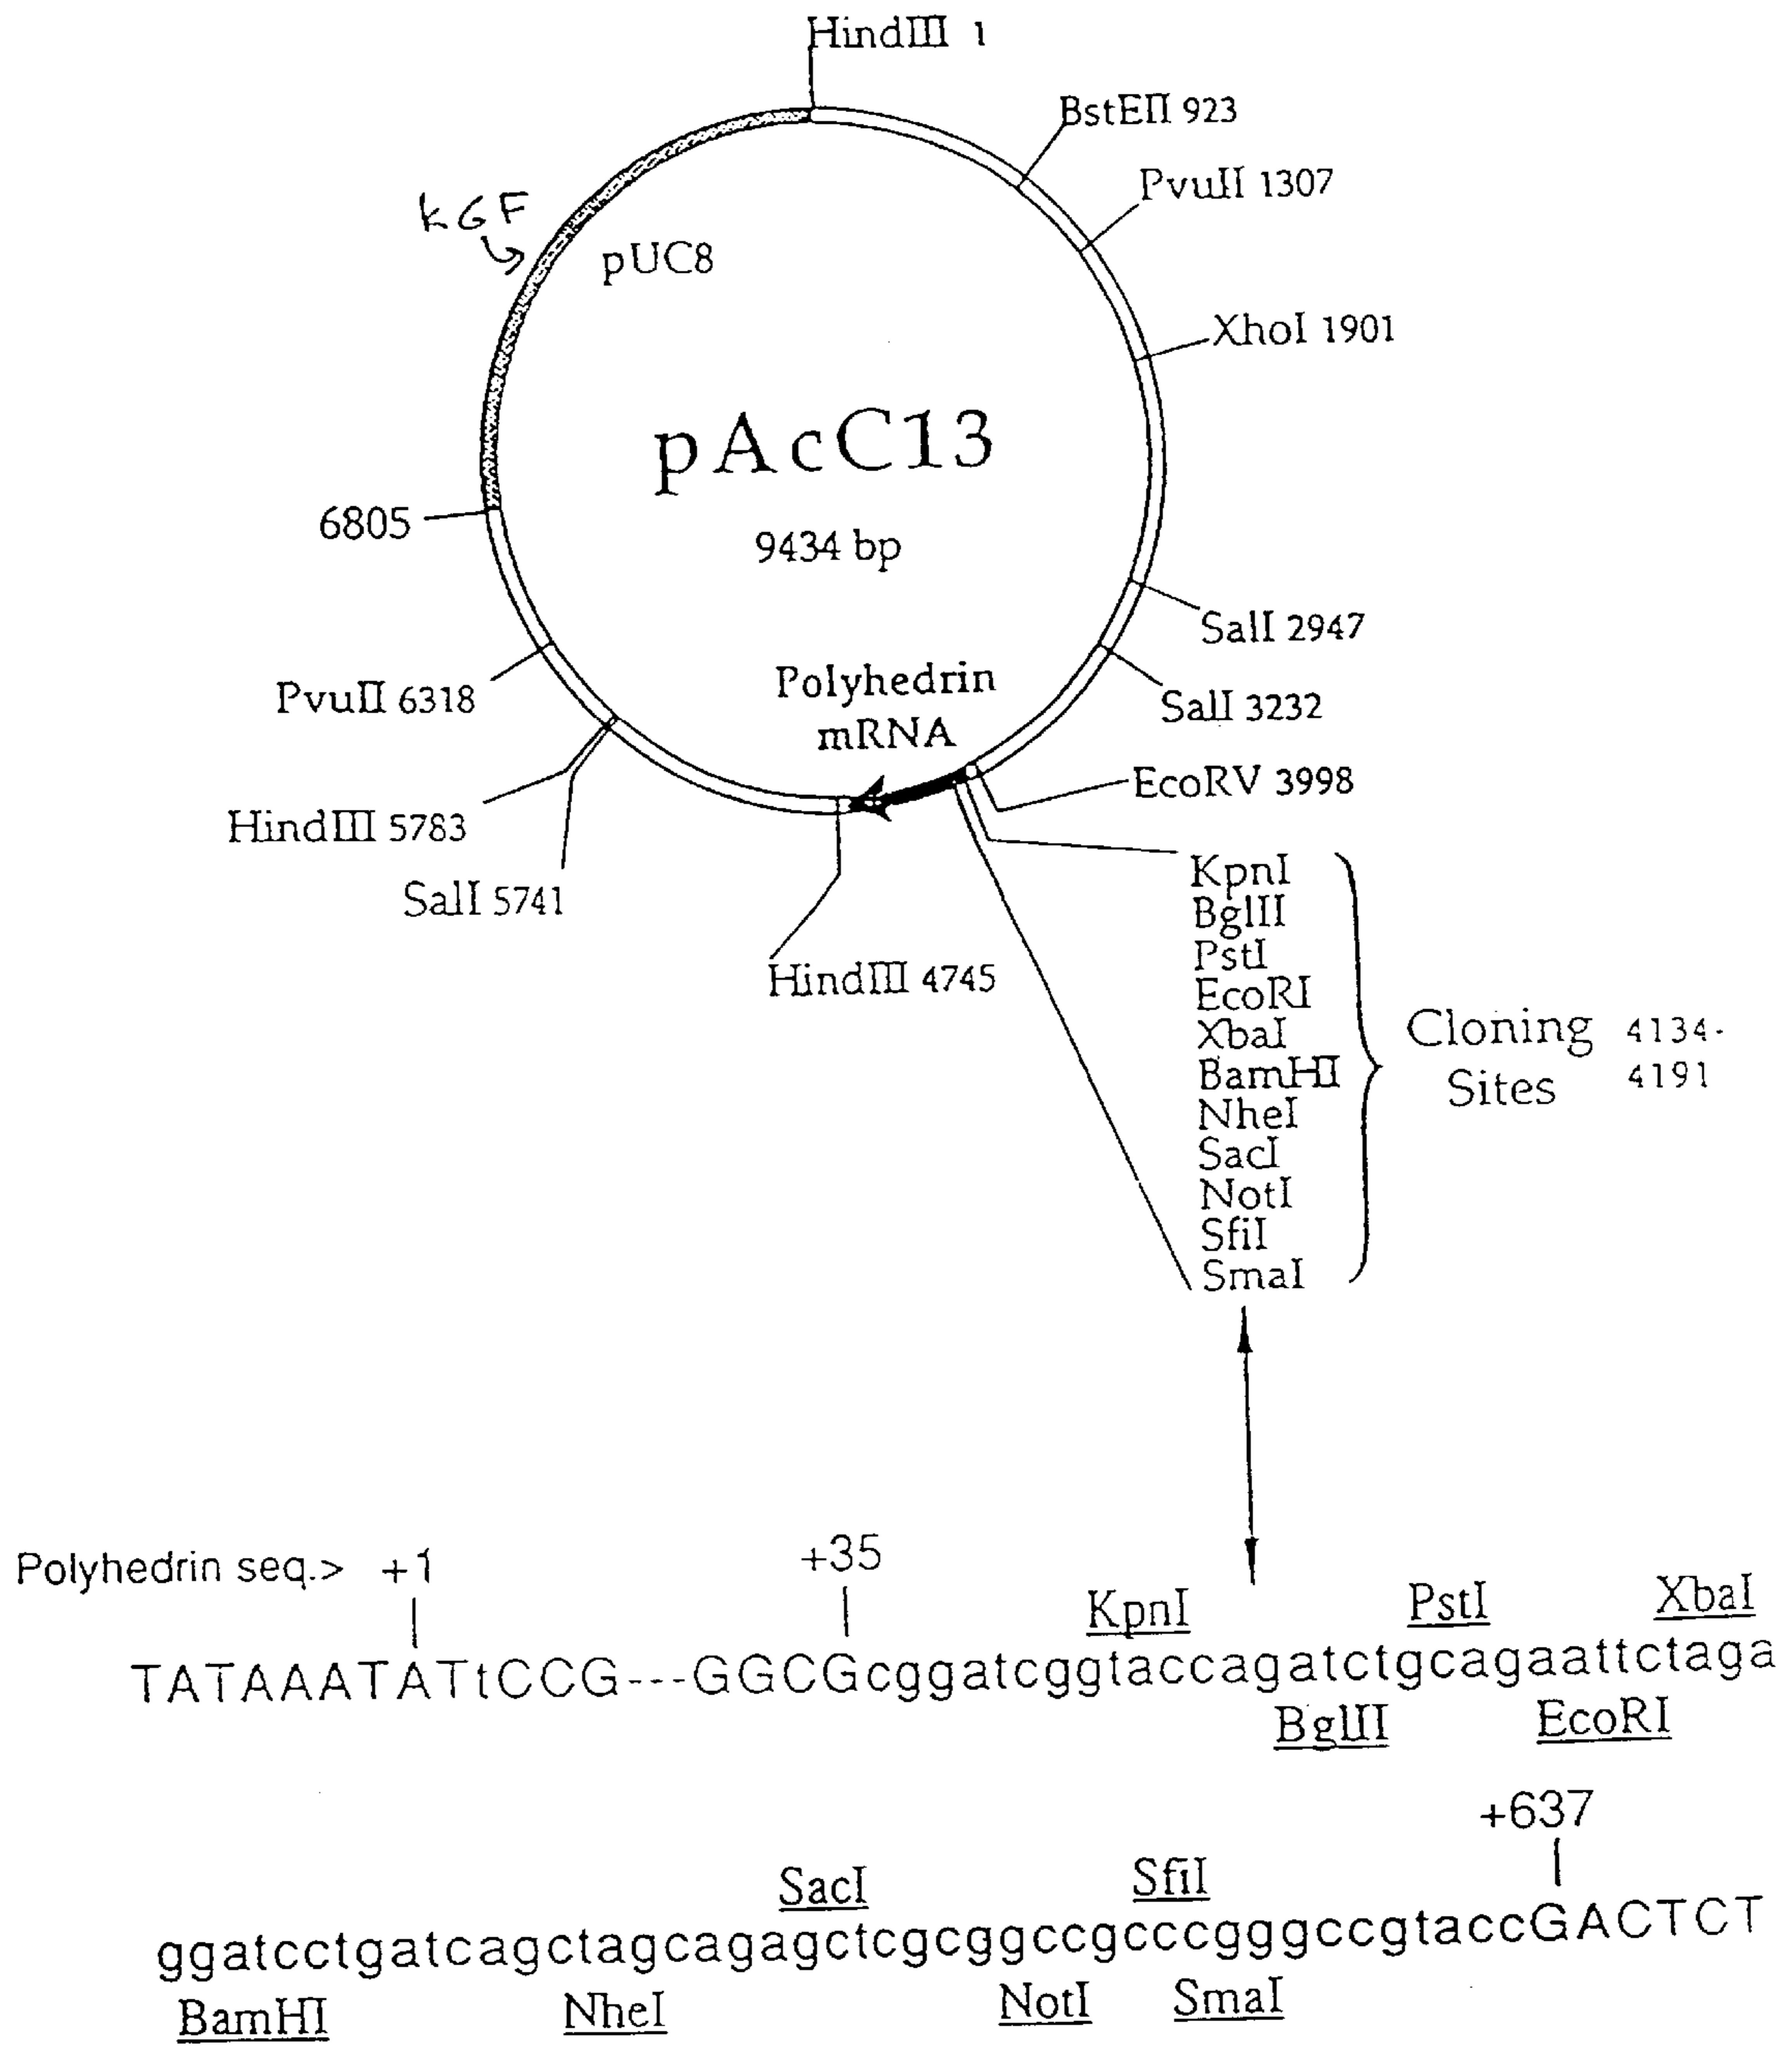 HindIII 1
BstEII 923
PvuII 1307
KGF
pUC8
XhoI 1901
pAcC13
9434 bp
6805
SalI 2947
Polyhedrin
mRNA
PvuII 6318
SalI 3232
EcoRV 3998
HindIII 5783
SalI 5741
HindIII 4745
KpnI
BglII
PstI
EcoRI
XbaI
BamHI
NheI
SacI
NotI
SfiI
SmaI
Cloning 4134-
Sites 4191
Polyhedrin seq.> +1
+35
KpnI PstI XbaI
TATAAATATtCCG---GGCGcggatcggtaccagatctgcagaattctaga
BglII EcoRI
+637
SacI SfiI
ggatcctgatcagctagcagagctcgcggccgcccgggccgtaccGACTCT
BamHI NheI NotI SmaI